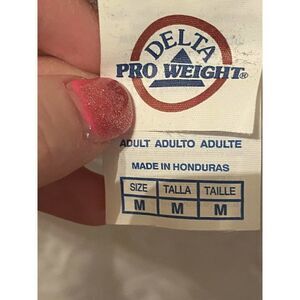 DELTA
PRO WEIGHT®
ADULT ADULTO ADULTE
MADE IN HONDURAS
SIZE TALLA TAILLE
M M M